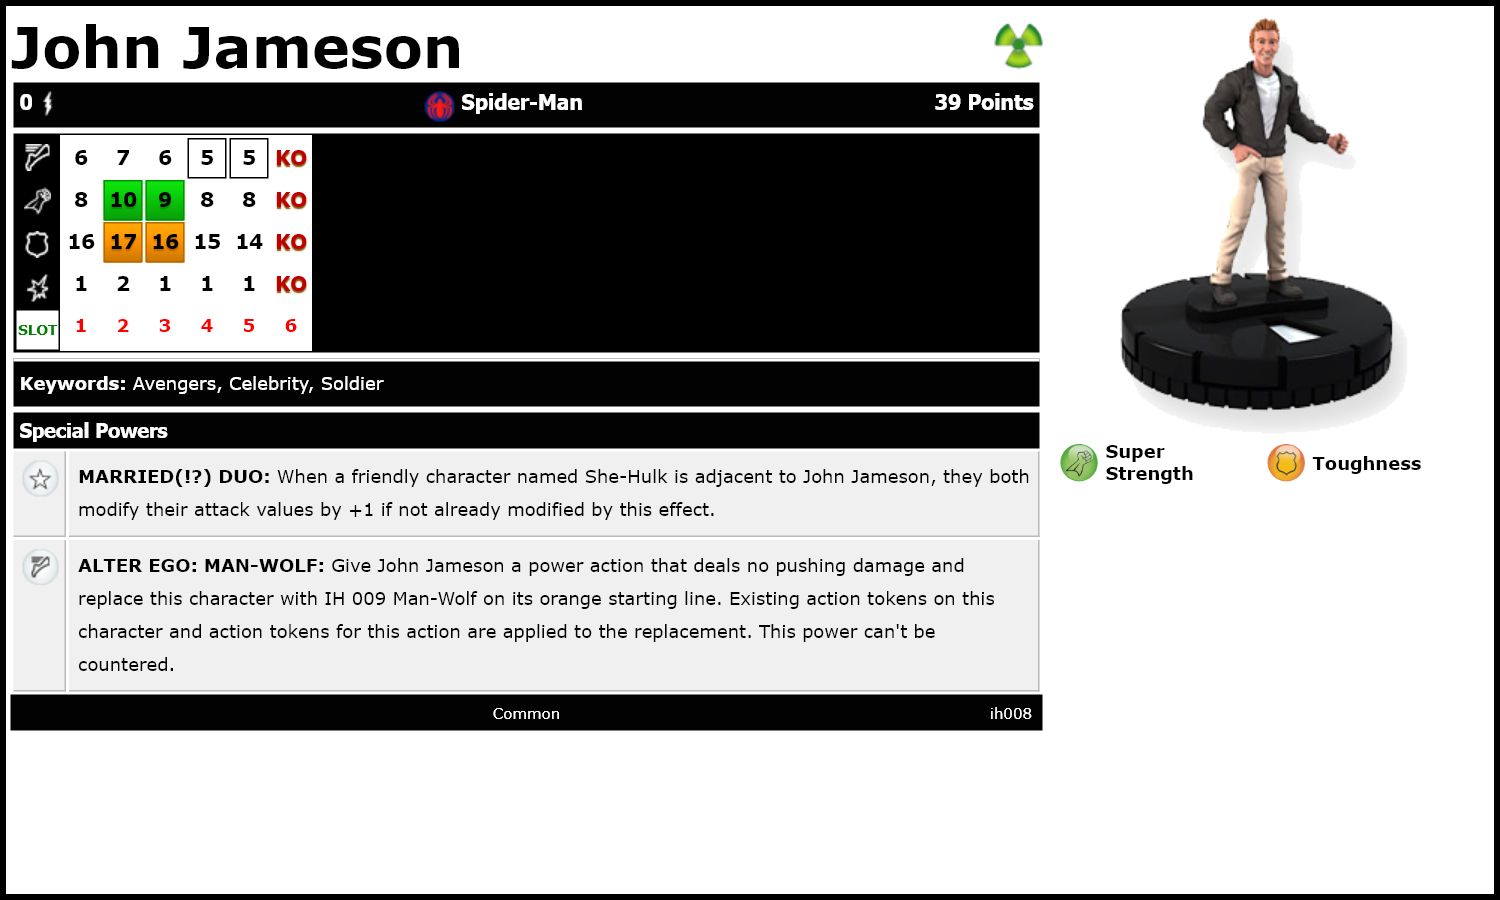 John Jameson
0 Spider-Man 39 Points
6 7 6 5 5 KO
8 10 9 8 8 KO
16 17 16 15 14 KO
1 2 1 1 1 KO
SLOT 1 2 3 4 5 6
Keywords: Avengers, Celebrity, Soldier
Special Powers
MARRIED(!?) DUO: When a friendly character named She-Hulk is adjacent to John Jameson, they both
modify their attack values by +1 if not already modified by this effect.
ALTER EGO: MAN-WOLF: Give John Jameson a power action that deals no pushing damage and
replace this character with IH 009 Man-Wolf on its orange starting line. Existing action tokens on this
character and action tokens for this action are applied to the replacement. This power can't be
countered.
Common ih008
Super
Strength
Toughness